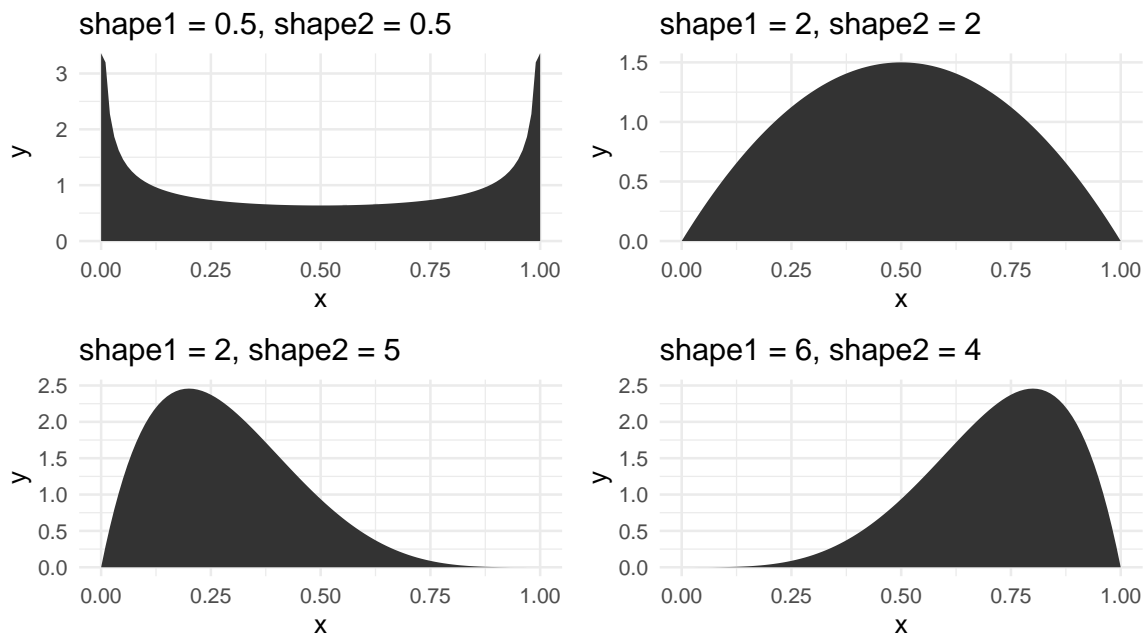 shape1 = 0.5, shape2 = 0.5
3
2
1
0
y
0.00 0.25 0.50 0.75 1.00
x
shape1 = 2, shape2 = 2
1.5
1.0
0.5
0.0
y
0.00 0.25 0.50 0.75 1.00
x
shape1 = 2, shape2 = 5
2.5
2.0
1.5
1.0
0.5
0.0
y
0.00 0.25 0.50 0.75 1.00
x
shape1 = 6, shape2 = 4
2.5
2.0
1.5
1.0
0.5
0.0
y
0.00 0.25 0.50 0.75 1.00
x